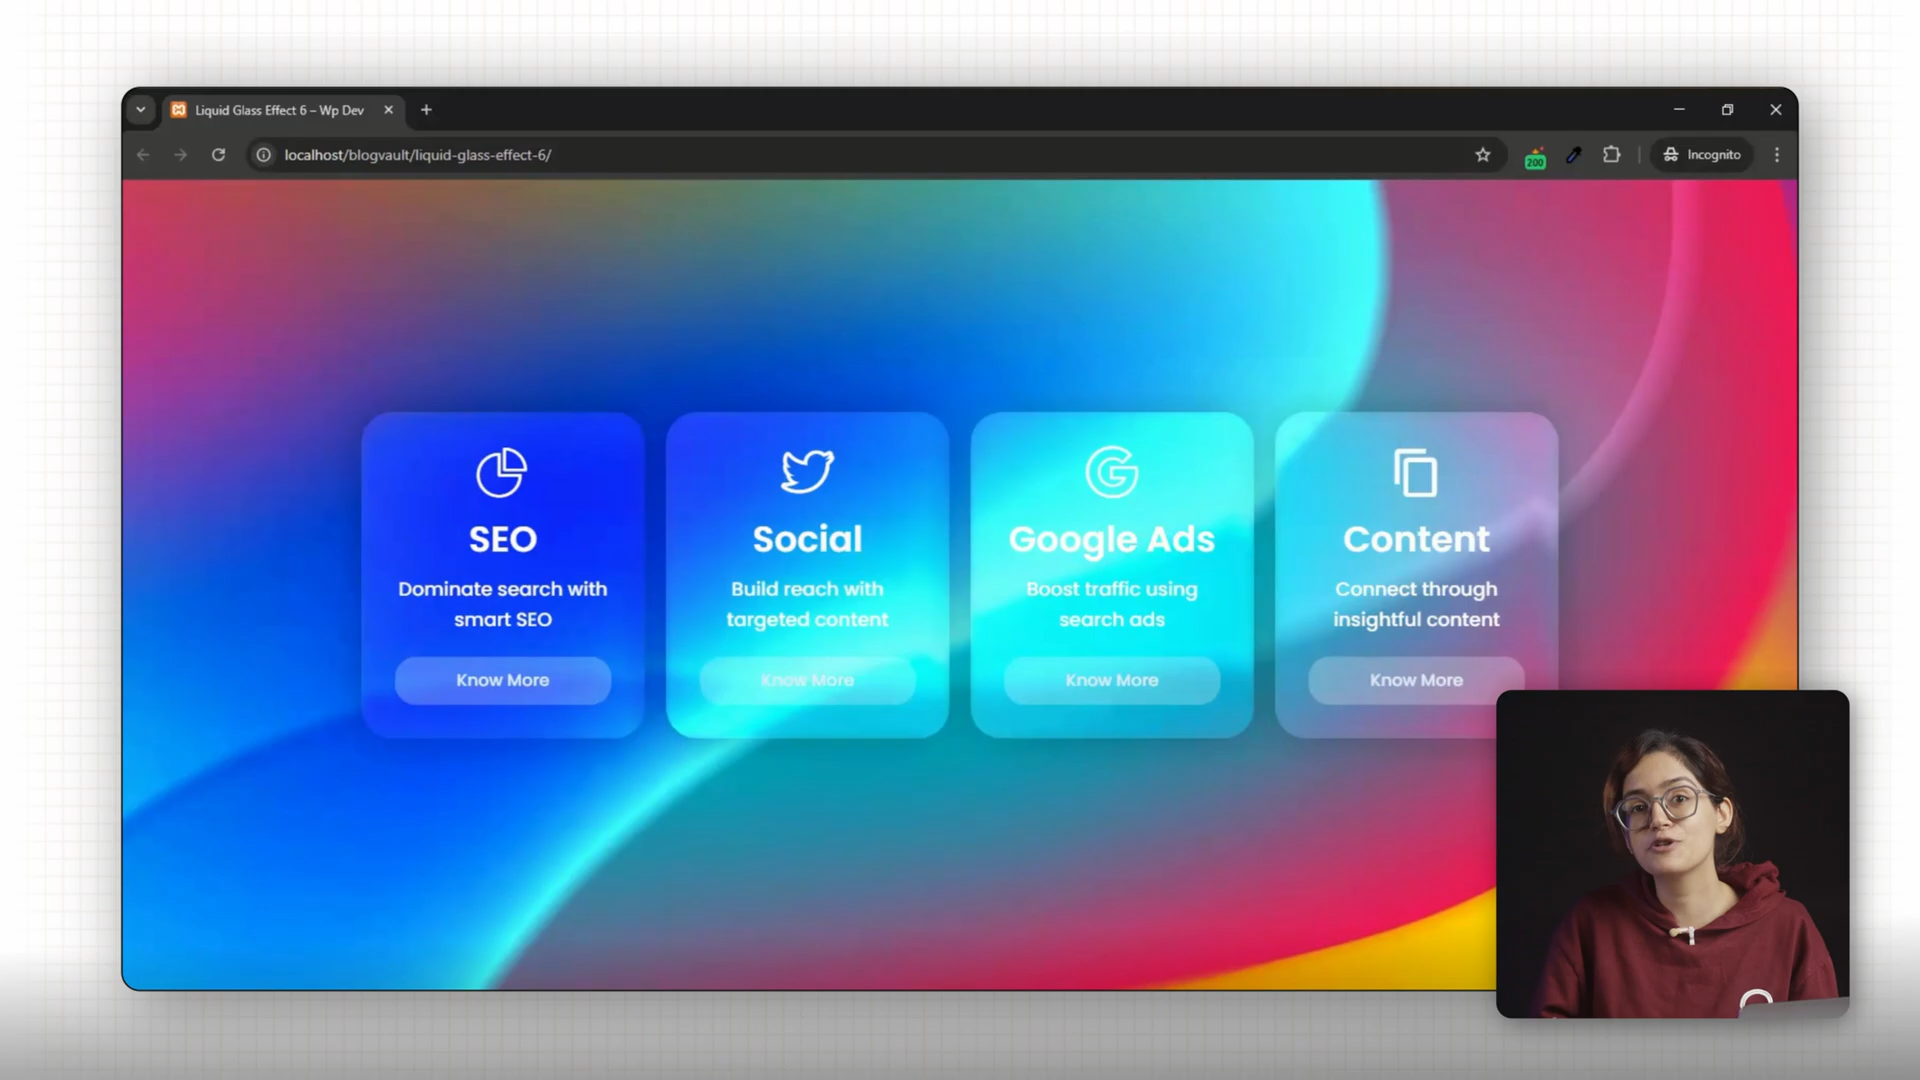 Liquid Glass Effect 6 – Wp Dev
localhost/blogvault/liquid-glass-effect-6/
200
Incognito
SEO
Dominate search with
smart SEO
Know More
Social
Build reach with
targeted content
Know More
Google Ads
Boost traffic using
search ads
Know More
Content
Connect through
insightful content
Know More